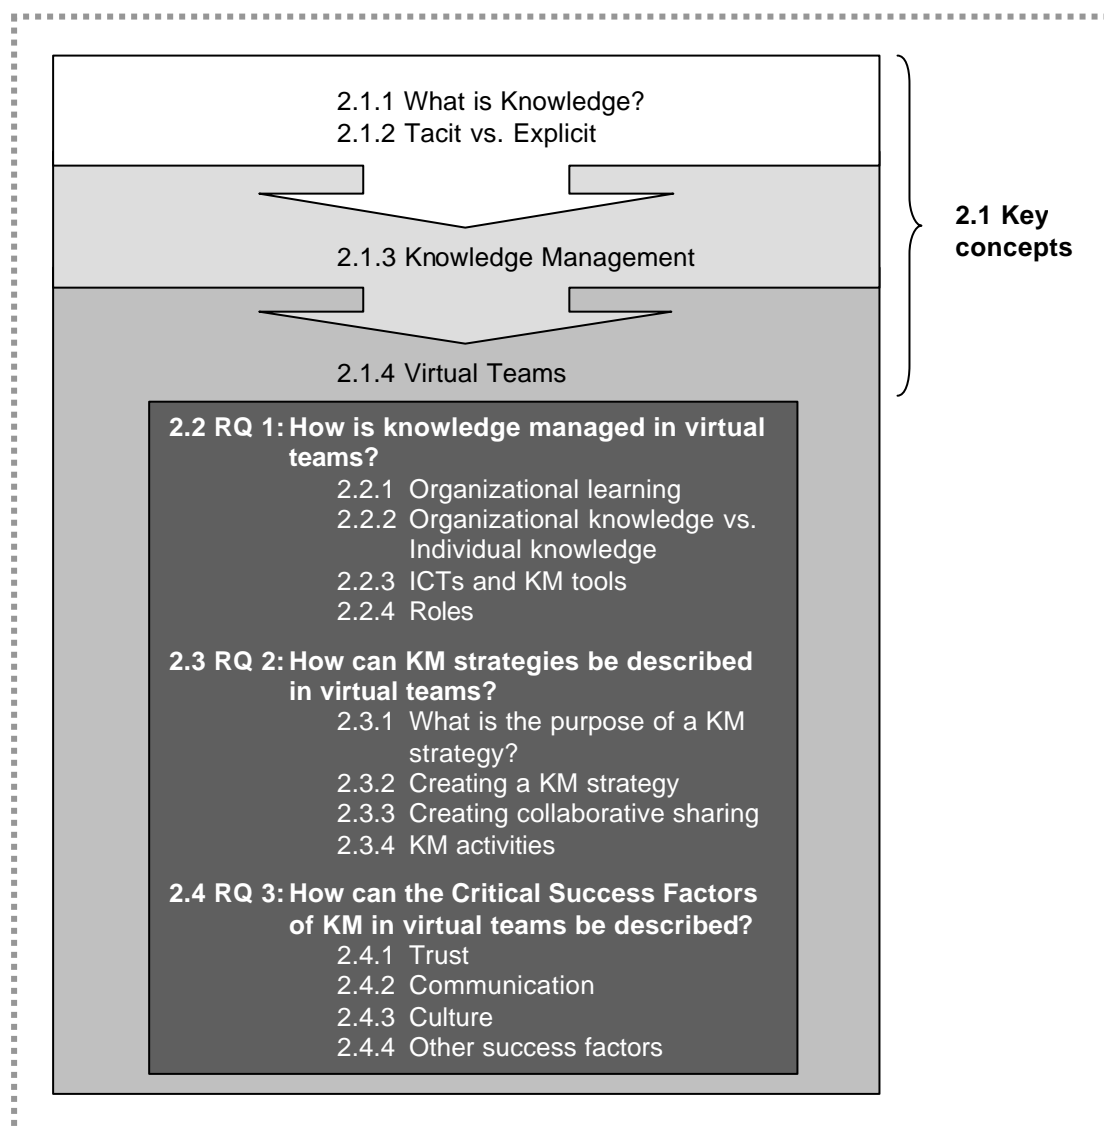 2.1.1 What is Knowledge?
2.1.2 Tacit vs. Explicit
2.1 Key
concepts
2.1.3 Knowledge Management
2.1.4 Virtual Teams
2.2 RQ 1: How is knowledge managed in virtual
teams?
2.2.1 Organizational learning
2.2.2 Organizational knowledge vs.
Individual knowledge
2.2.3 ICTs and KM tools
2.2.4 Roles
2.3 RQ 2: How can KM strategies be described
in virtual teams?
2.3.1 What is the purpose of a KM
strategy?
2.3.2 Creating a KM strategy
2.3.3 Creating collaborative sharing
2.3.4 KM activities
2.4 RQ 3: How can the Critical Success Factors
of KM in virtual teams be described?
2.4.1 Trust
2.4.2 Communication
2.4.3 Culture
2.4.4 Other success factors